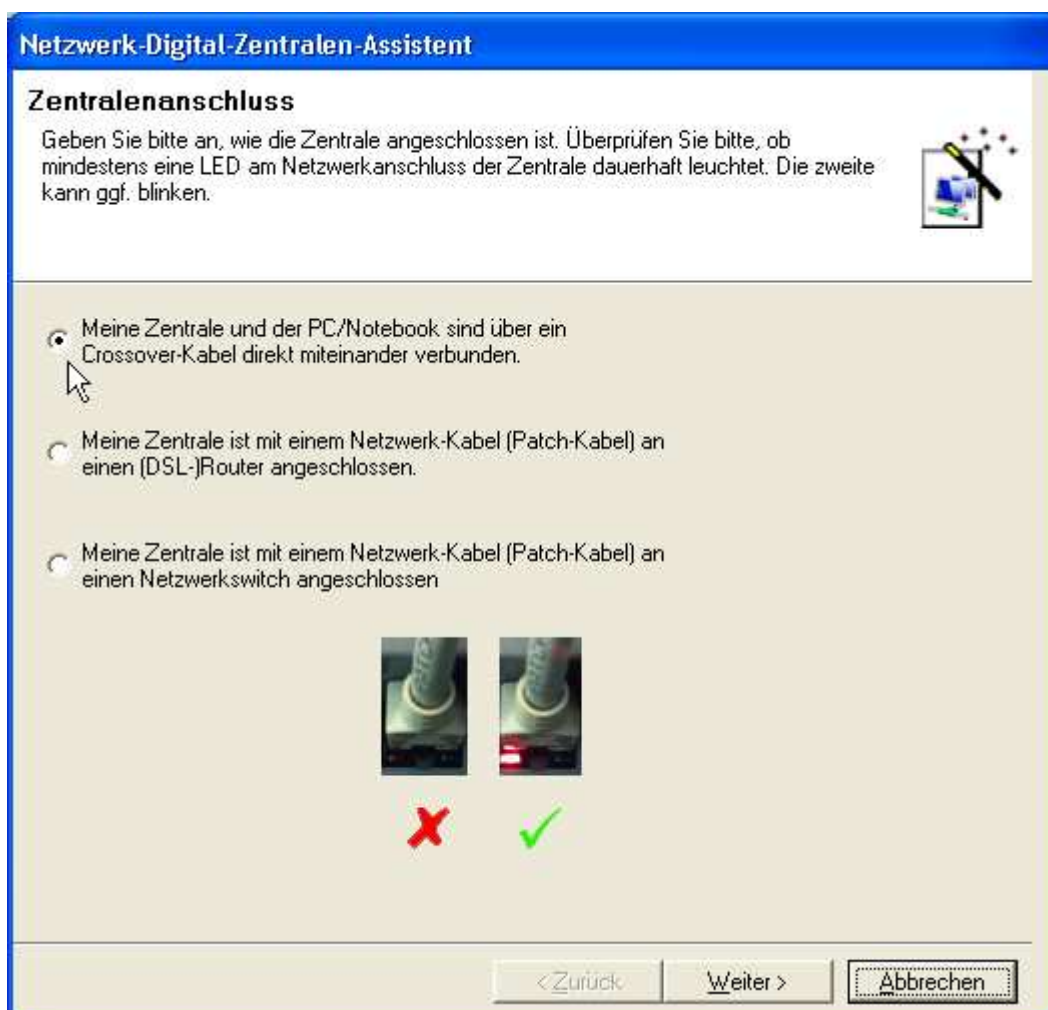 Netzwerk-Digital-Zentralen-Assistent
Zentralenanschluss
Geben Sie bitte an, wie die Zentrale angeschlossen ist. Überprüfen Sie bitte, ob
mindestens eine LED am Netzwerkanschluss der Zentrale dauerhaft leuchtet. Die zweite
kann ggf. blinken.
Meine Zentrale und der PC/Notebook sind über ein
Crossover-Kabel direkt miteinander verbunden.
Meine Zentrale ist mit einem Netzwerk-Kabel (Patch-Kabel) an
einen (DSL-)Router angeschlossen.
Meine Zentrale ist mit einem Netzwerk-Kabel (Patch-Kabel) an
einen Netzwerkswitch angeschlossen
< Zurück Weiter > Abbrechen